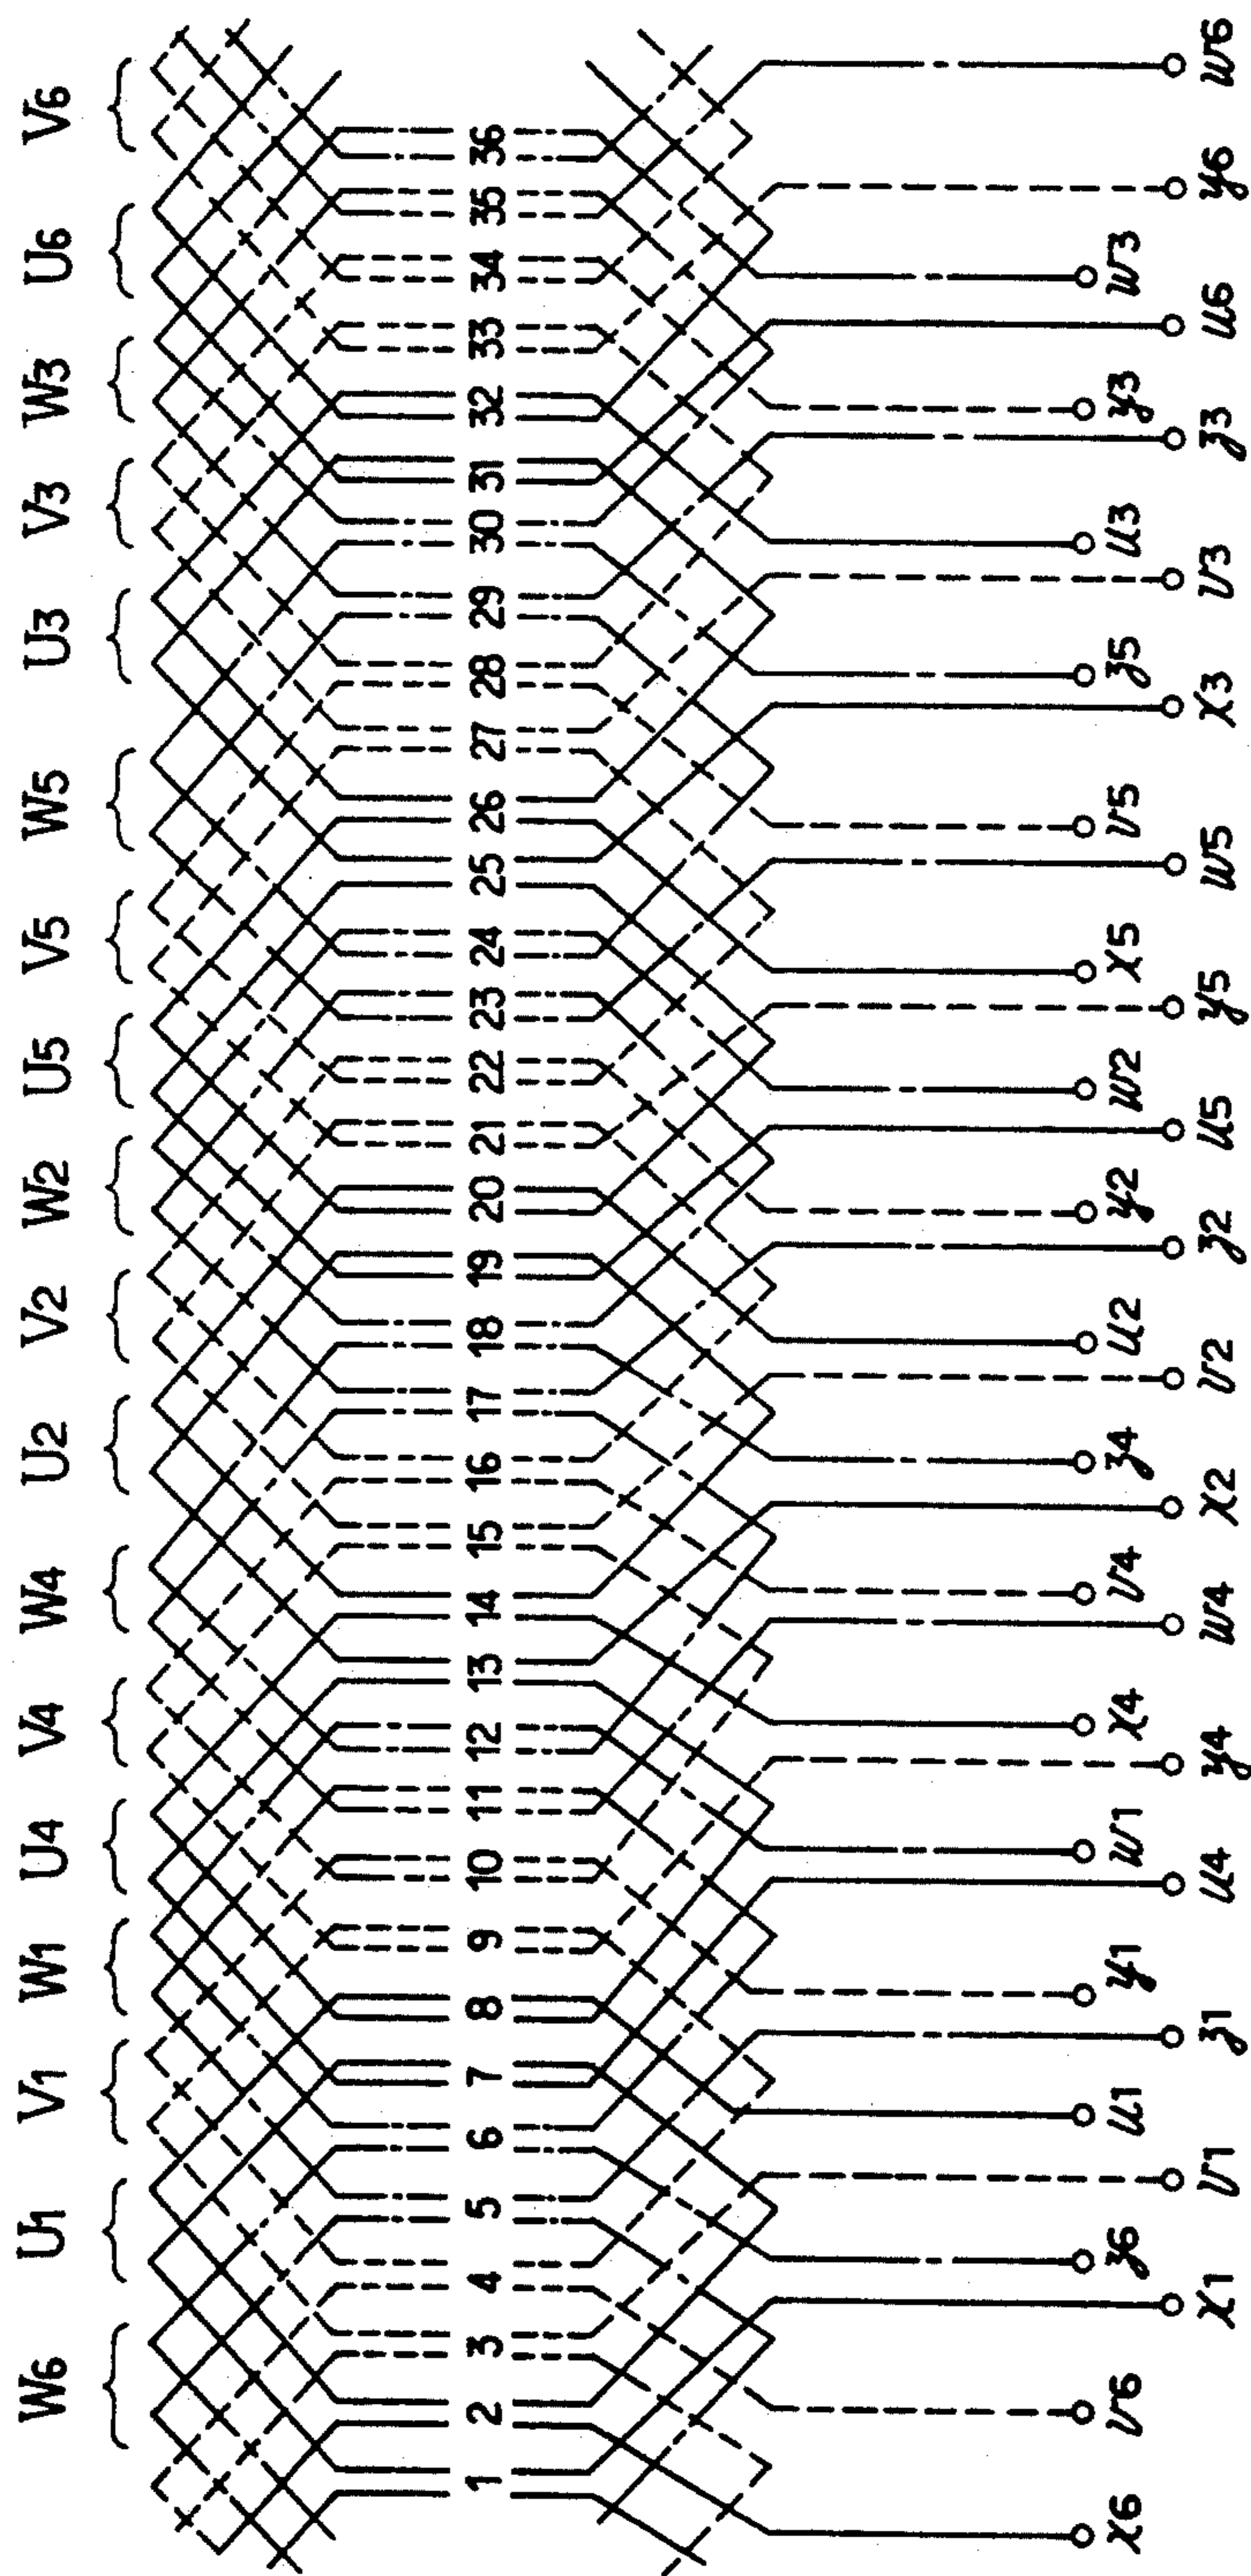 W6 U1 V1 W1 U4 V4 W4 U2 V2 W2 U5 V5 W5 U3 V3 W3 U6 V6
1 2 3 4 5 6 7 8 9 10 11 12 13 14 15 16 17 18 19 20 21 22 23 24 25 26 27 28 29 30 31 32 33 34 35 36
x6 v6 z6 u1 y1 w1 x4 v4 z4 u2 y2 w2 x5 v5 z5 u3 y3 w3
x1 v1 z1 u4 y4 w4 x2 v2 z2 u5 y5 w5 x3 v3 z3 u6 y6 w6